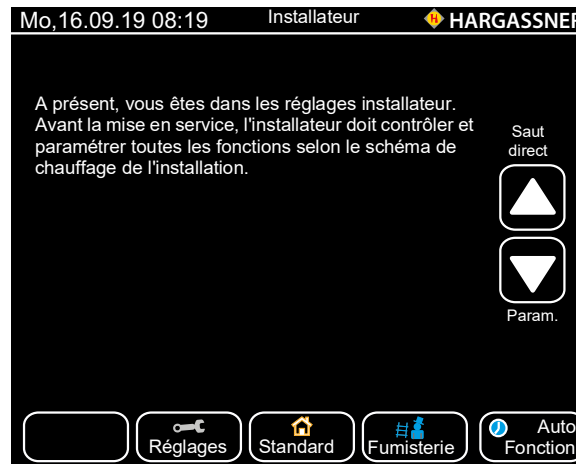 Mo,16.09.19 08:19 Installateur HARGASSNER
A présent, vous êtes dans les réglages installateur.
Avant la mise en service, l'installateur doit contrôler et
paramétrer toutes les fonctions selon le schéma de
chauffage de l'installation.
Saut
direct
Param.
Réglages
Standard
Fumisterie
Auto
Fonction